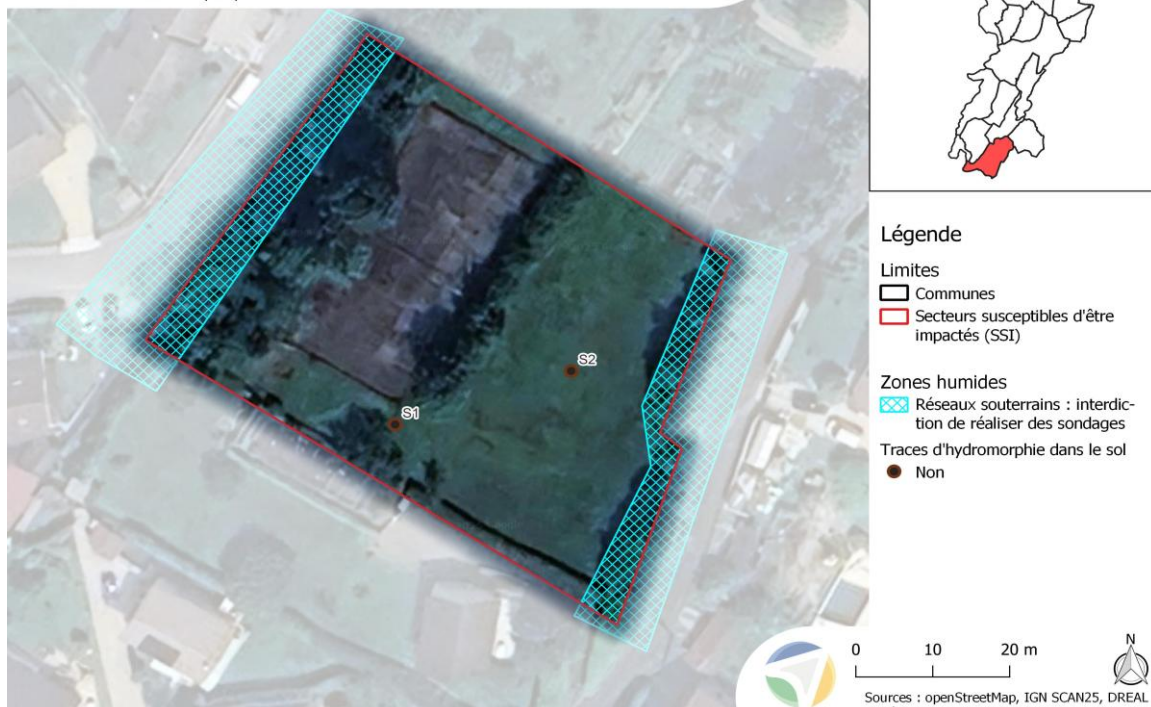 Légende
Limites
Communes
Secteurs susceptibles d'être
impactés (SSI)
Zones humides
Réseaux souterrains : interdic-
tion de réaliser des sondages
Traces d'hydromorphie dans le sol
Non
S2
S1
0 10 20 m
N
Sources : openStreetMap, IGN SCAN25, DREAL